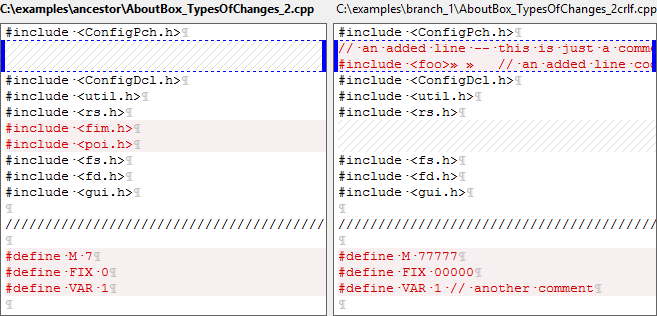 C:\examples\ancestor\AboutBox_TypesOfChanges_2.cpp
#include·<ConfigPch.h>¶
#include·<ConfigDcl.h>¶
#include·<util.h>¶
#include·<rs.h>¶
#include·<fim.h>¶
#include·<poi.h>¶
#include·<fs.h>¶
#include·<fd.h>¶
#include·<gui.h>¶
¶
////////////////////////////////////////
¶
#define·M·7¶
#define·FIX·0¶
#define·VAR·1¶
¶
C:\examples\branch_1\AboutBox_TypesOfChanges_2crlf.cpp
#include·<ConfigPch.h>¶
//·an·added·line·--·this·is·just·a·comme
#include·<foo>» » //·an·added·line·co
#include·<ConfigDcl.h>¶
#include·<util.h>¶
#include·<rs.h>¶
#include·<fs.h>¶
#include·<fd.h>¶
#include·<gui.h>¶
¶
////////////////////////////////////////
¶
#define·M·77777¶
#define·FIX·00000¶
#define·VAR·1·//·another·comment¶
¶